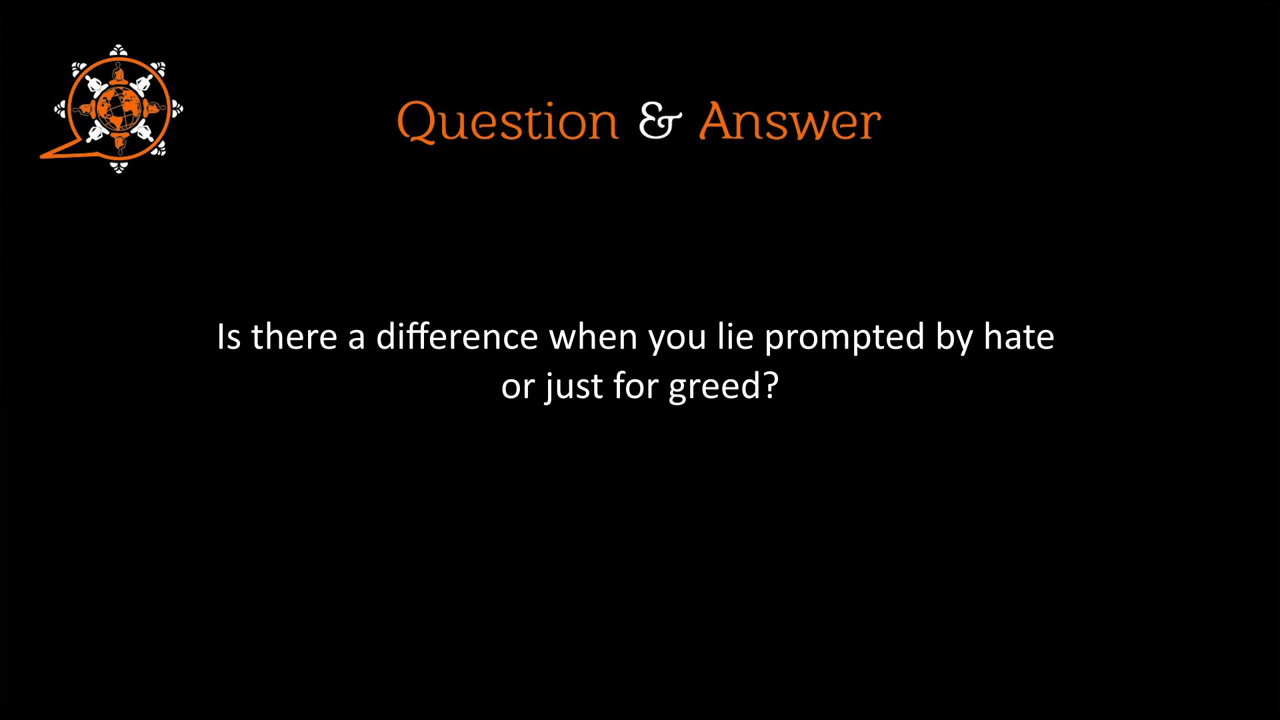 Question & Answer
Is there a difference when you lie prompted by hate
or just for greed?